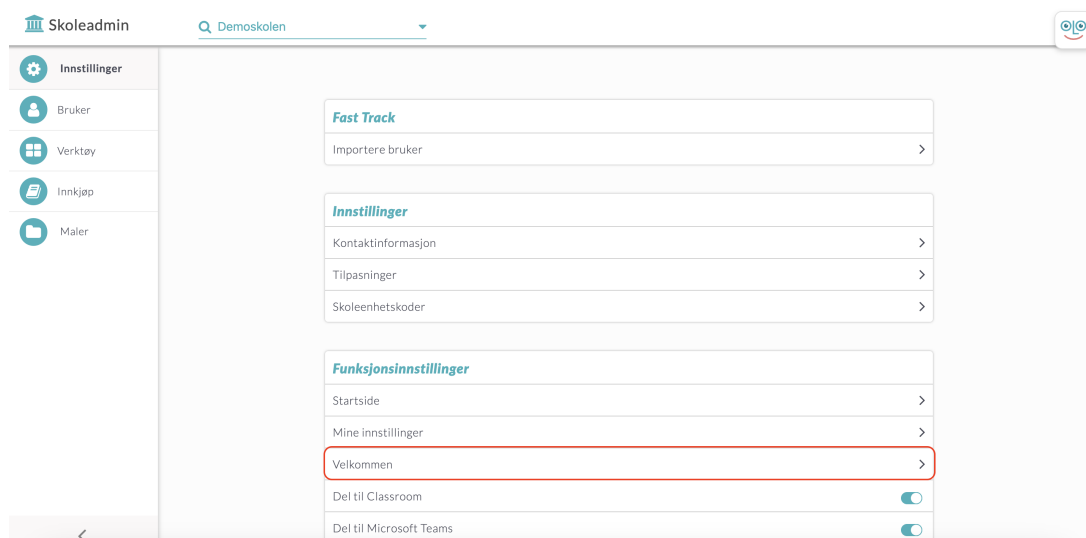 Skoleadmin
Demoskolen
Innstillinger
Bruker
Verktøy
Innkjøp
Maler
Fast Track
Importere bruker
Innstillinger
Kontaktinformasjon
Tilpasninger
Skoleenhetskoder
Funksjonsinnstillinger
Startside
Mine innstillinger
Velkommen
Del til Classroom
Del til Microsoft Teams